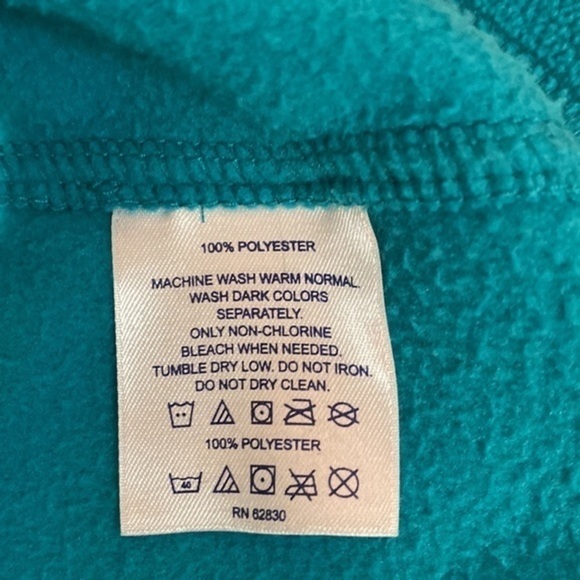 100% POLYESTER
MACHINE WASH WARM NORMAL.
WASH DARK COLORS
SEPARATELY.
ONLY NON-CHLORINE
BLEACH WHEN NEEDED.
TUMBLE DRY LOW. DO NOT IRON.
DO NOT DRY CLEAN.
100% POLYESTER
40
RN 62830